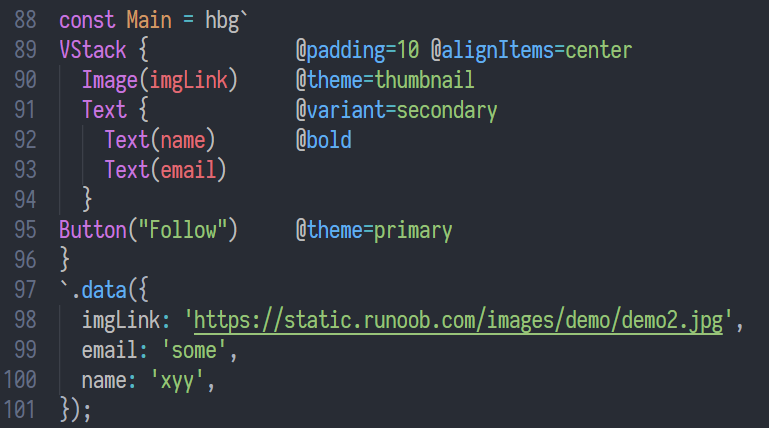 88 const Main = hbg`
89 VStack { @padding=10 @alignItems=center
90 Image(imgLink) @theme=thumbnail
91 Text { @variant=secondary
92 Text(name) @bold
93 Text(email)
94 }
95 Button("Follow") @theme=primary
96 }
97 `.data({
98 imgLink: 'https://static.runoob.com/images/demo/demo2.jpg',
99 email: 'some',
100 name: 'xyy',
101 });